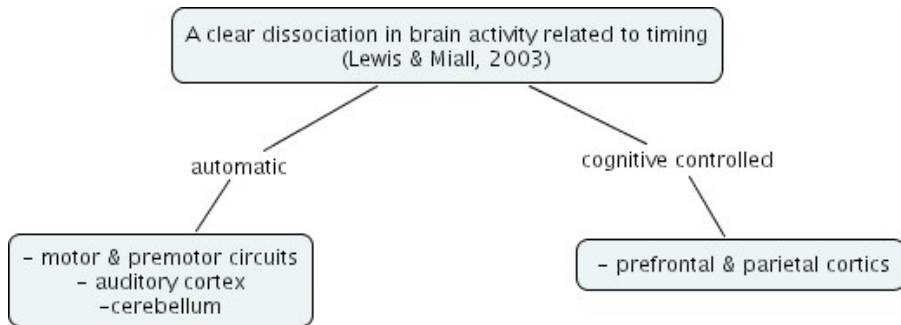 A clear dissociation in brain activity related to timing
(Lewis & Miall, 2003)
automatic
cognitive controlled
- motor & premotor circuits
- auditory cortex
-cerebellum
- prefrontal & parietal cortics